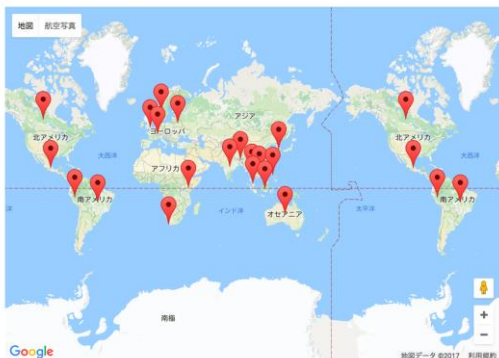 地図 航空写真
アジア
北アメリカ
ヨーロッパ
北アメリカ
大西洋
大西洋
アフリカ
南アメリカ
インド洋
オセアニア
太平洋
南アメリカ
洋
南極
Google
地図データ ©2017 利用規約